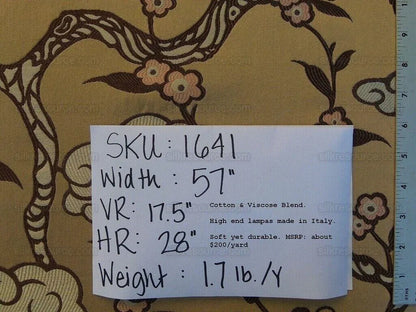 SKU: 1641
Width: 57"
VR: 17.5"
HR: 28"
Weight: 1.7 lb./y
Cotton & Viscose Blend.
High end lampas made in Italy.
Soft yet durable. MSRP: about
$200/yard